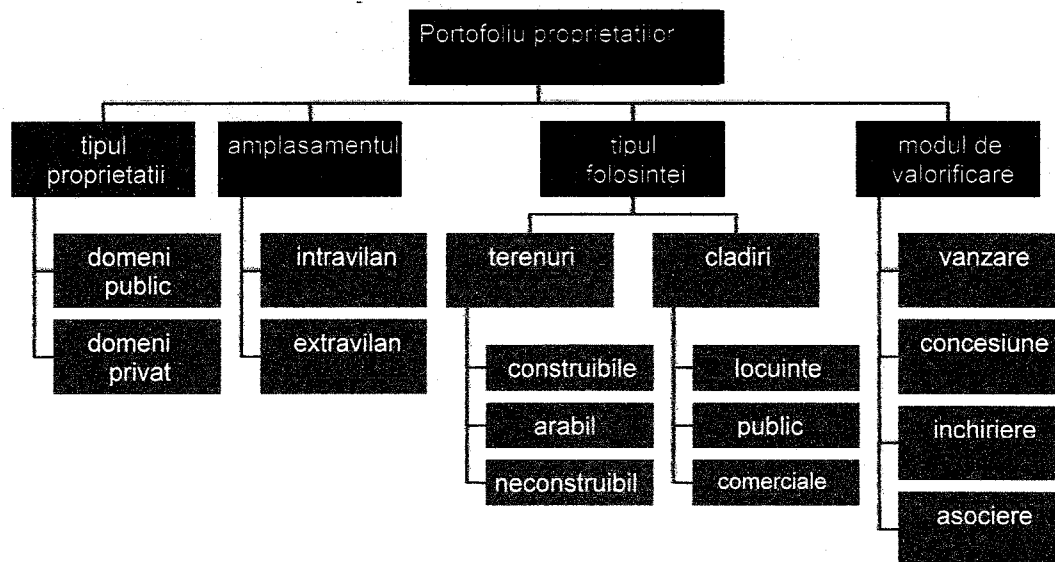 Portofoliu proprietatilor
tipul
proprietatii
amplasamentul
tipul
folosintei
modul de
valorificare
domeni
public
domeni
privat
intravilan
extravilan
terenuri
cladiri
construibile
arabil
neconstruibil
locuinte
public
comerciale
vanzare
concesiune
inchiriere
asociere